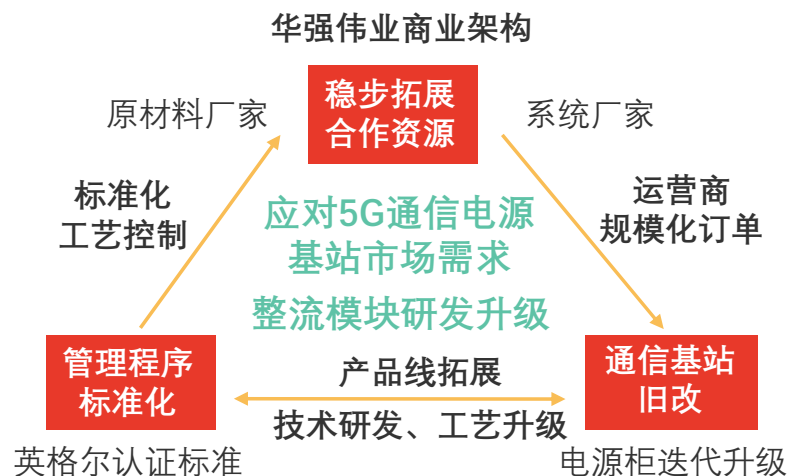 华强伟业商业架构
原材料厂家
稳步拓展
合作资源
系统厂家
标准化
工艺控制
应对5G通信电源
基站市场需求
整流模块研发升级
运营商
规模化订单
管理程序
标准化
产品线拓展
技术研发、工艺升级
通信基站
旧改
英格尔认证标准
电源柜迭代升级